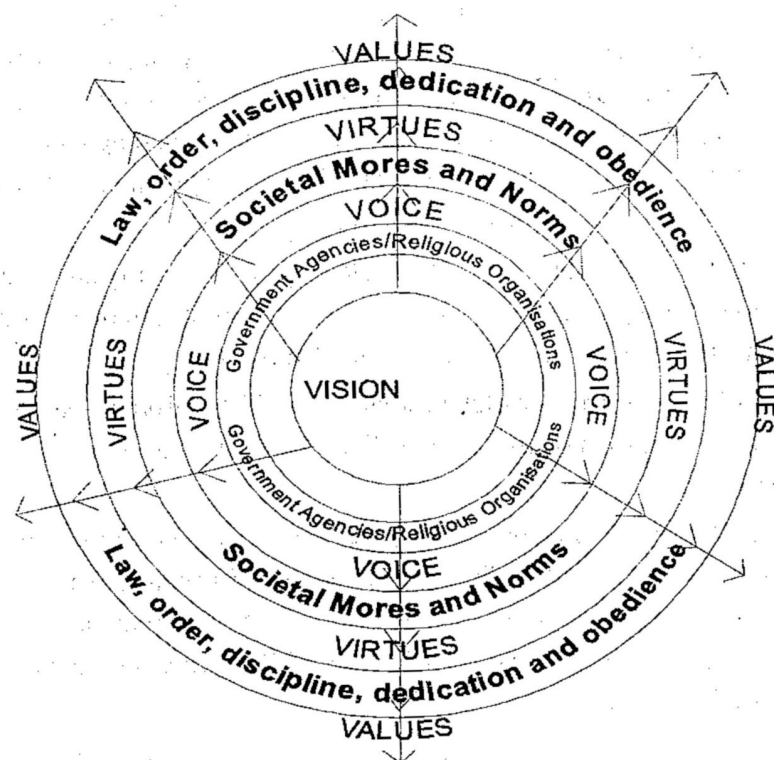 VALUES
Law, order, discipline, dedication and obedience
VIRTUES
Societal Mores and Norms
VOICE
Government Agencies/Religious Organisations
VALUES
VIRTUES
VOICE
VISION
VOICE
VIRTUES
VALUES
Government Agencies/Religious Organisations
VOICE
Societal Mores and Norms
VIRTUES
Law, order, discipline, dedication and obedience
VALUES